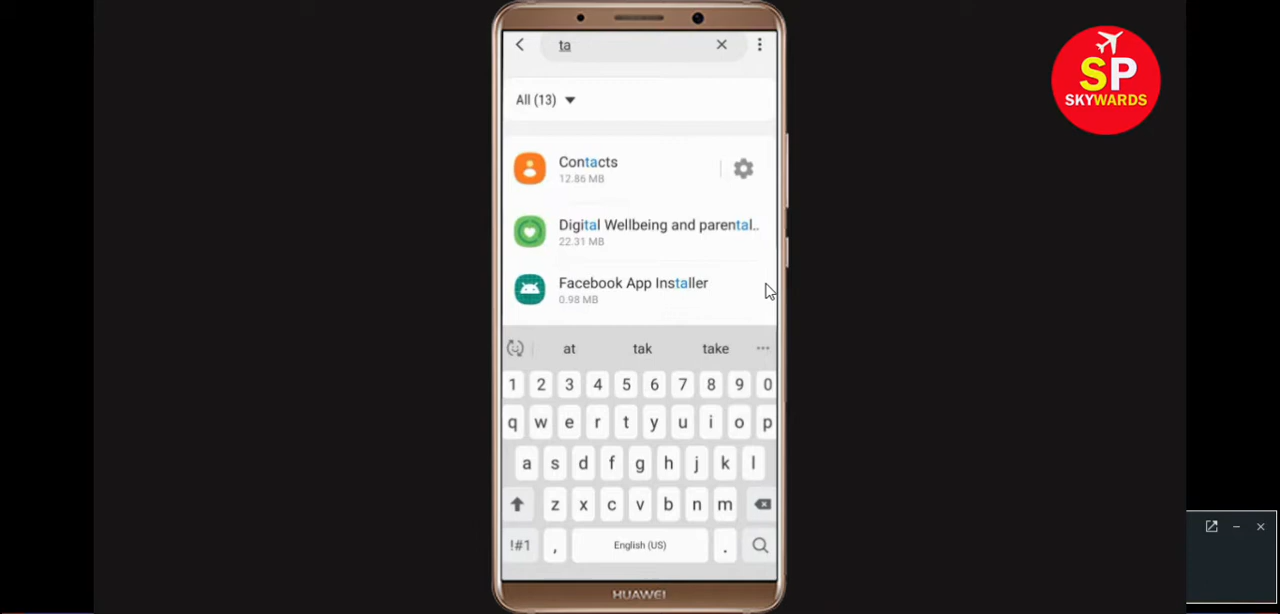 ta
All (13)
Contacts
12.86 MB
Digital Wellbeing and parental..
22.31 MB
Facebook App Installer
0.98 MB
at tak take ...
1 2 3 4 5 6 7 8 9 0
q w e r t y u i o p
a s d f g h j k l
z x c v b n m
!#1 , English (US) .
HUAWEI
SP
SKYWARDS